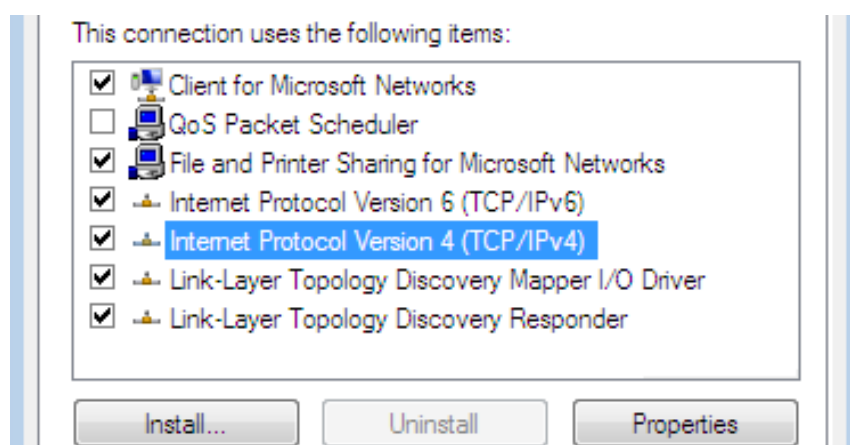 This connection uses the following items:
Client for Microsoft Networks
QoS Packet Scheduler
File and Printer Sharing for Microsoft Networks
Internet Protocol Version 6 (TCP/IPv6)
Internet Protocol Version 4 (TCP/IPv4)
Link-Layer Topology Discovery Mapper I/O Driver
Link-Layer Topology Discovery Responder
Install... Uninstall Properties